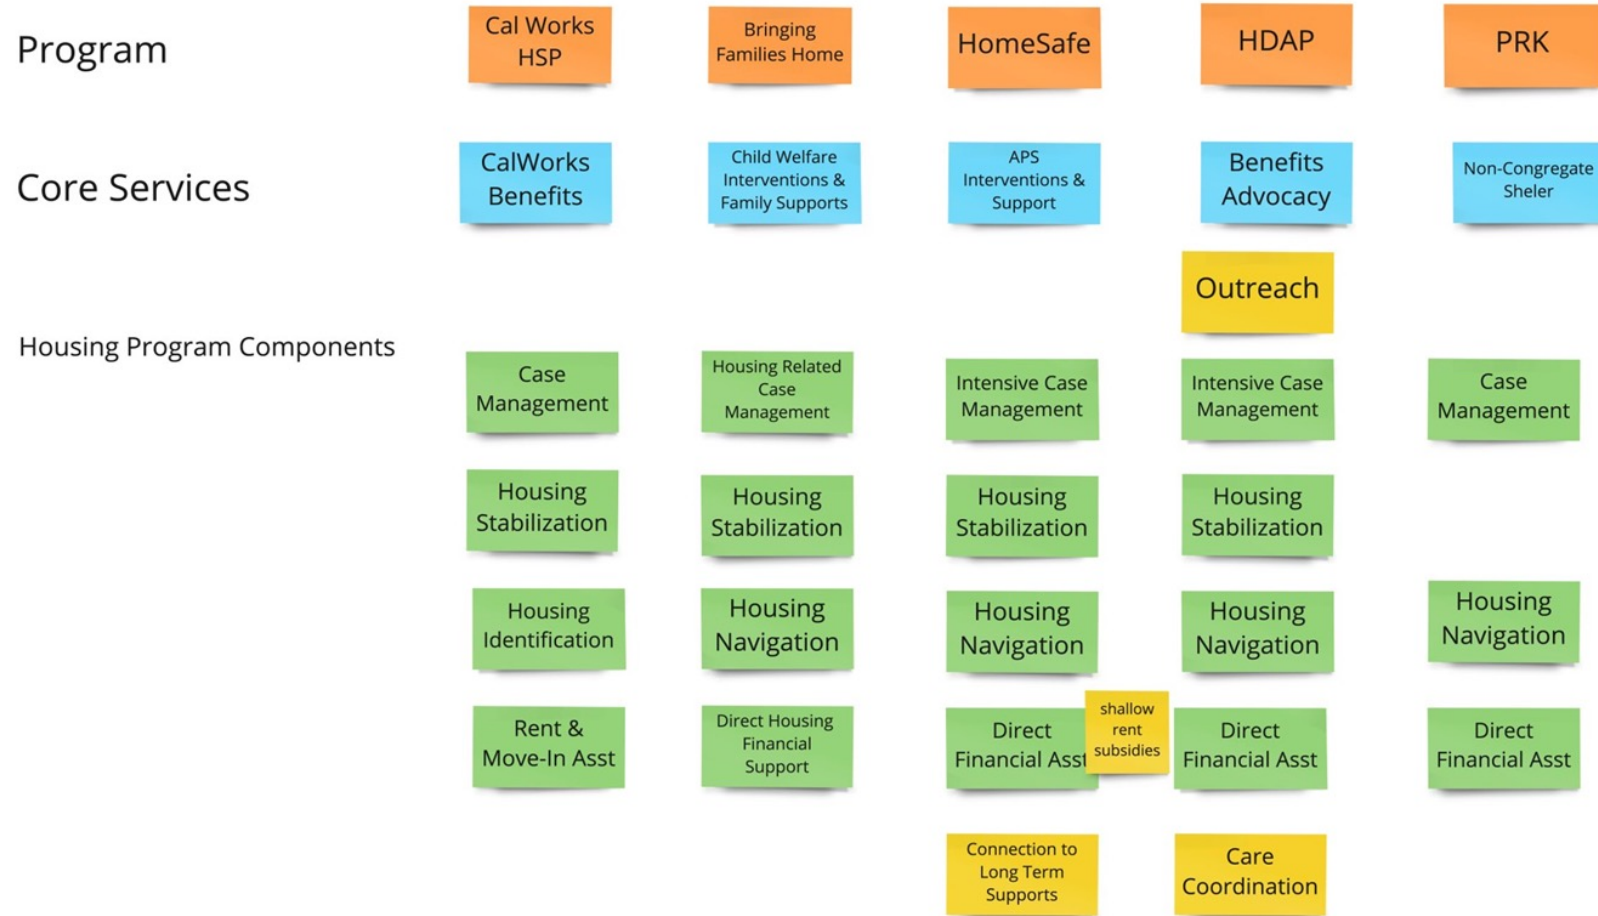 Program
Cal Works
HSP
Bringing
Families Home
HomeSafe
HDAP
PRK
Core Services
CalWorks
Benefits
Child Welfare
Interventions &
Family Supports
APS
Interventions &
Support
Benefits
Advocacy
Non-Congregate
Sheler
Outreach
Housing Program Components
Case
Management
Housing Related
Case
Management
Intensive Case
Management
Intensive Case
Management
Case
Management
Housing
Stabilization
Housing
Stabilization
Housing
Stabilization
Housing
Stabilization
Housing
Identification
Housing
Navigation
Housing
Navigation
Housing
Navigation
Housing
Navigation
Rent &
Move-In Asst
Direct Housing
Financial
Support
Direct
Financial Asst
shallow
rent
subsidies
Direct
Financial Asst
Direct
Financial Asst
Connection to
Long Term
Supports
Care
Coordination